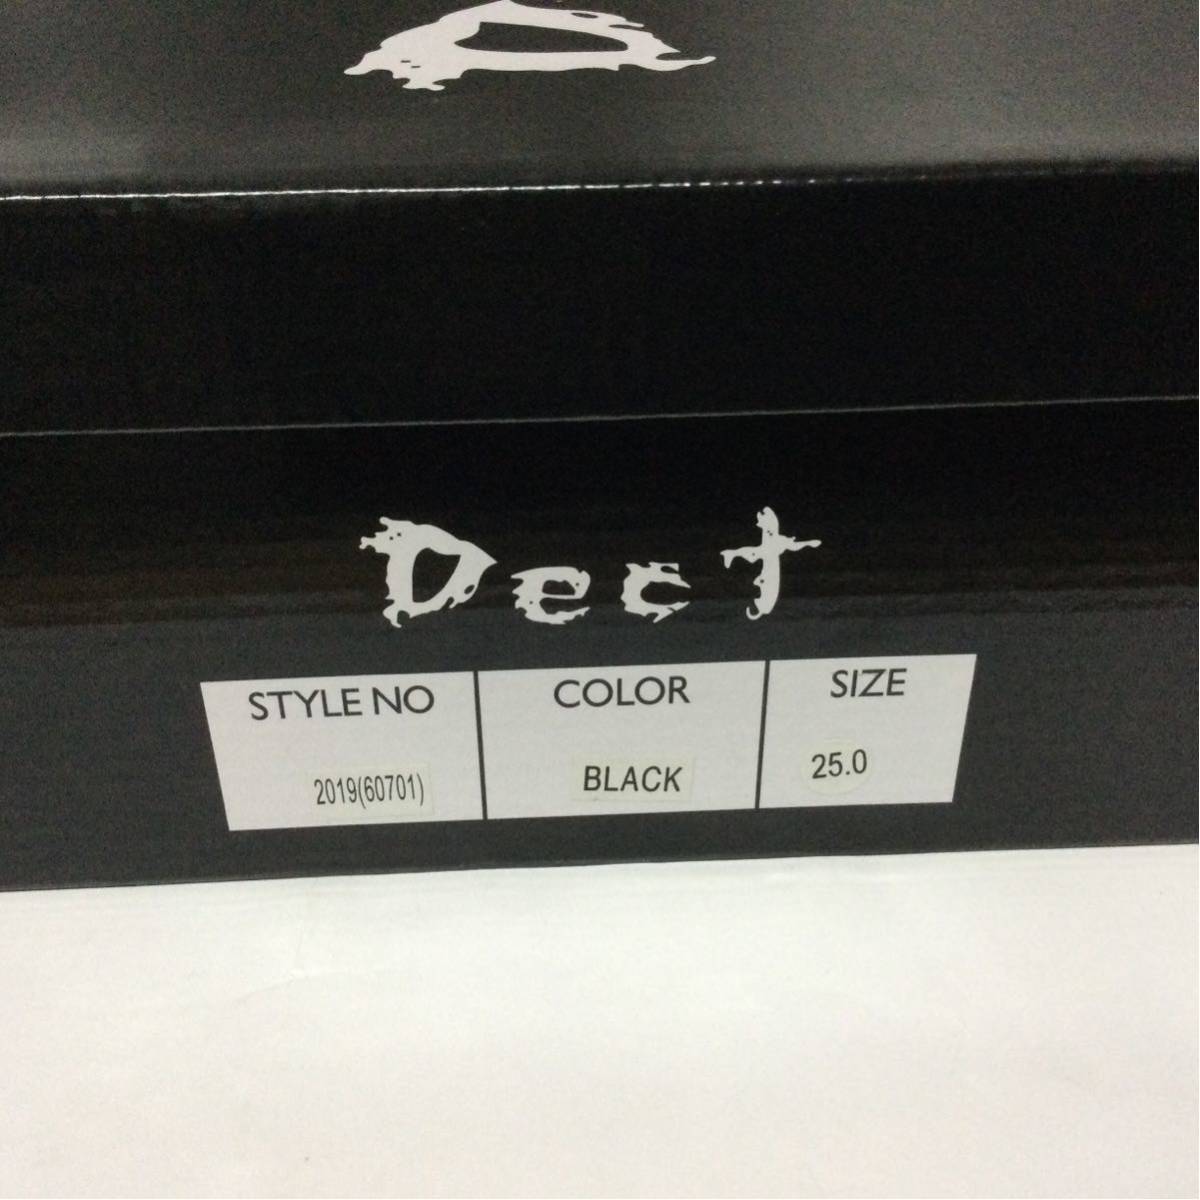 Dect
STYLE NO COLOR SIZE
2019(60701) BLACK 25.0